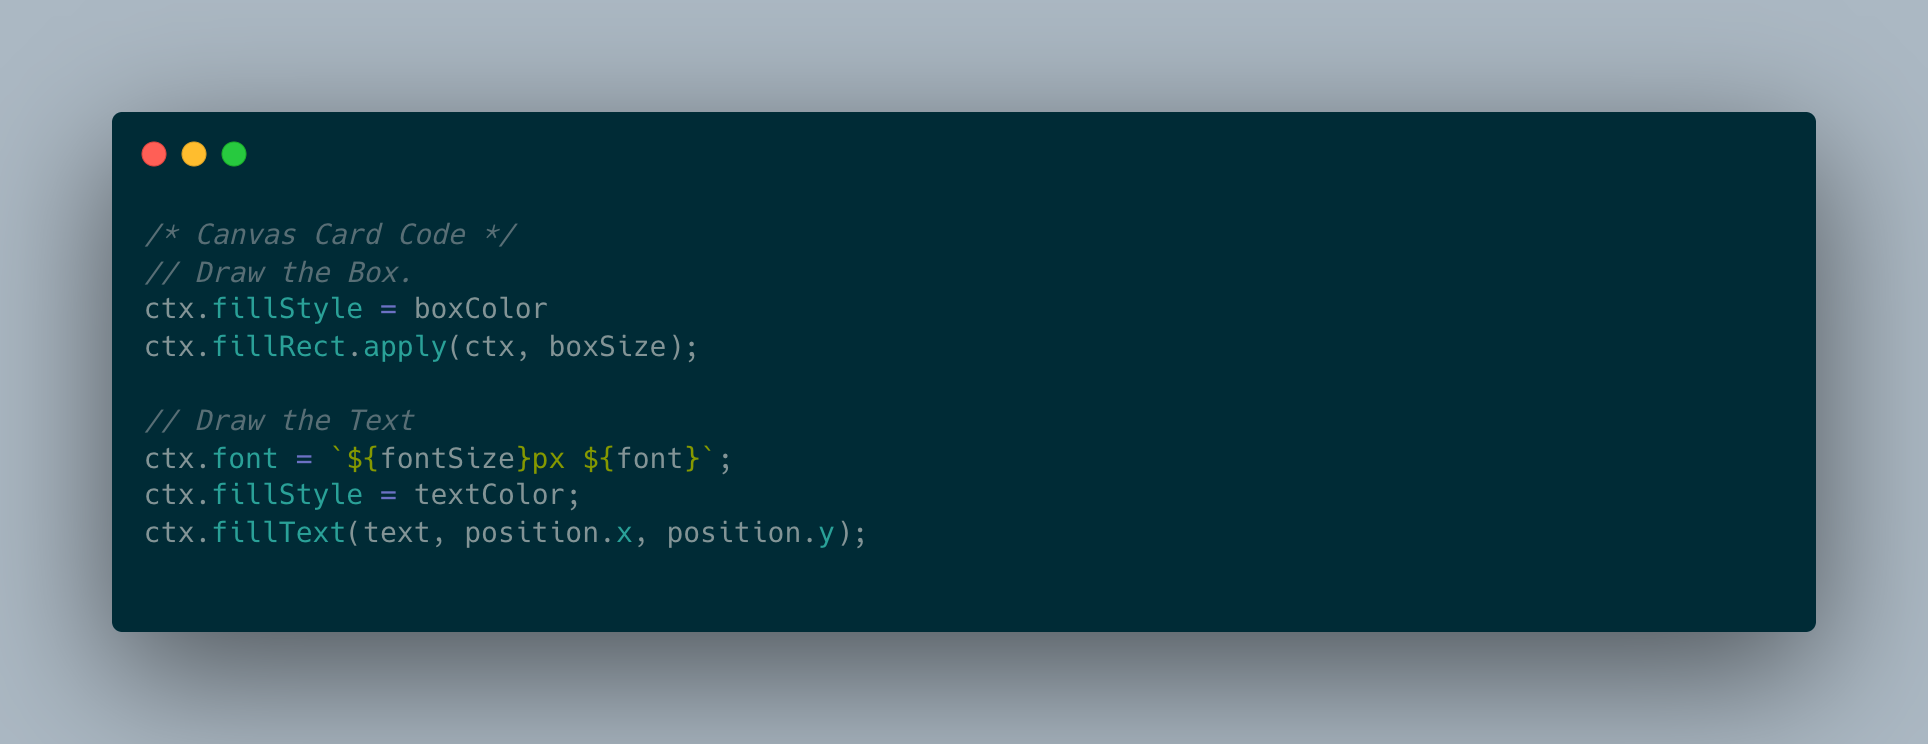 /* Canvas Card Code */
// Draw the Box.
ctx.fillStyle = boxColor
ctx.fillRect.apply(ctx, boxSize);
// Draw the Text
ctx.font = `${fontSize}px ${font}`;
ctx.fillStyle = textColor;
ctx.fillText(text, position.x, position.y);